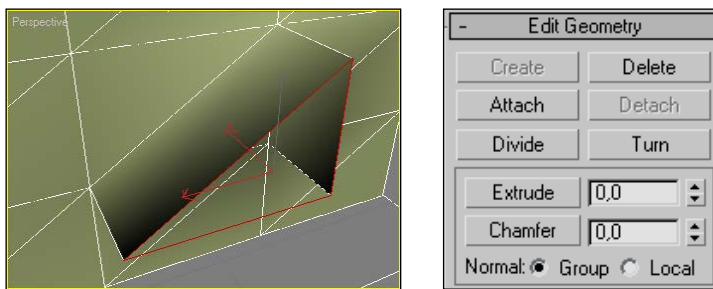 Perspective
- Edit Geometry
Create Delete
Attach Detach
Divide Turn
Extrude 0,0
Chamfer 0,0
Normal: Group Local